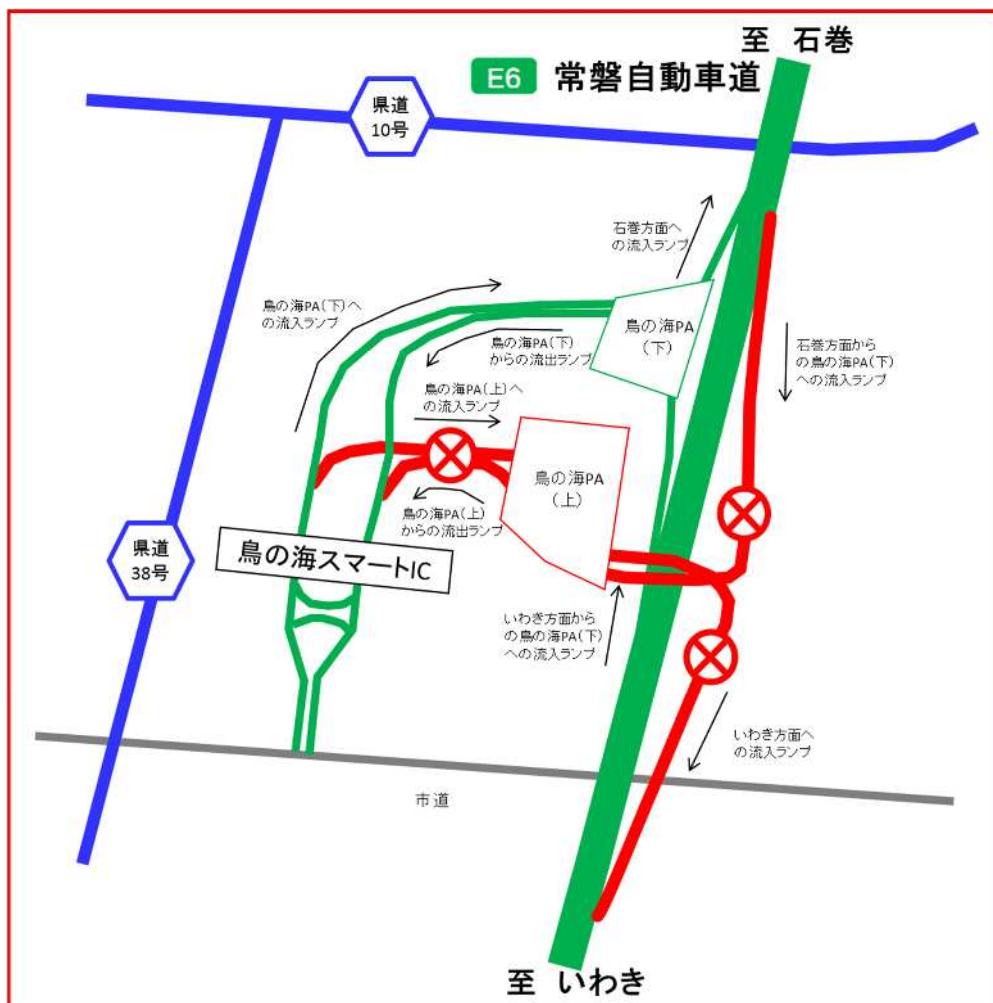 至 石巻
E6 常磐自動車道
県道
10号
石巻方面へ
の流入ランプ
鳥の海PA(下)へ
の流入ランプ
鳥の海PA
(下)
鳥の海PA(下)
からの流出ランプ
石巻方面から
の鳥の海PA(下)
への流入ランプ
鳥の海PA(上)へ
の流入ランプ
鳥の海PA
(上)
鳥の海PA(上)
からの流出ランプ
鳥の海スマートIC
県道
38号
いわき方面から
の鳥の海PA(下)
への流入ランプ
いわき方面へ
の流入ランプ
市道
至 いわき